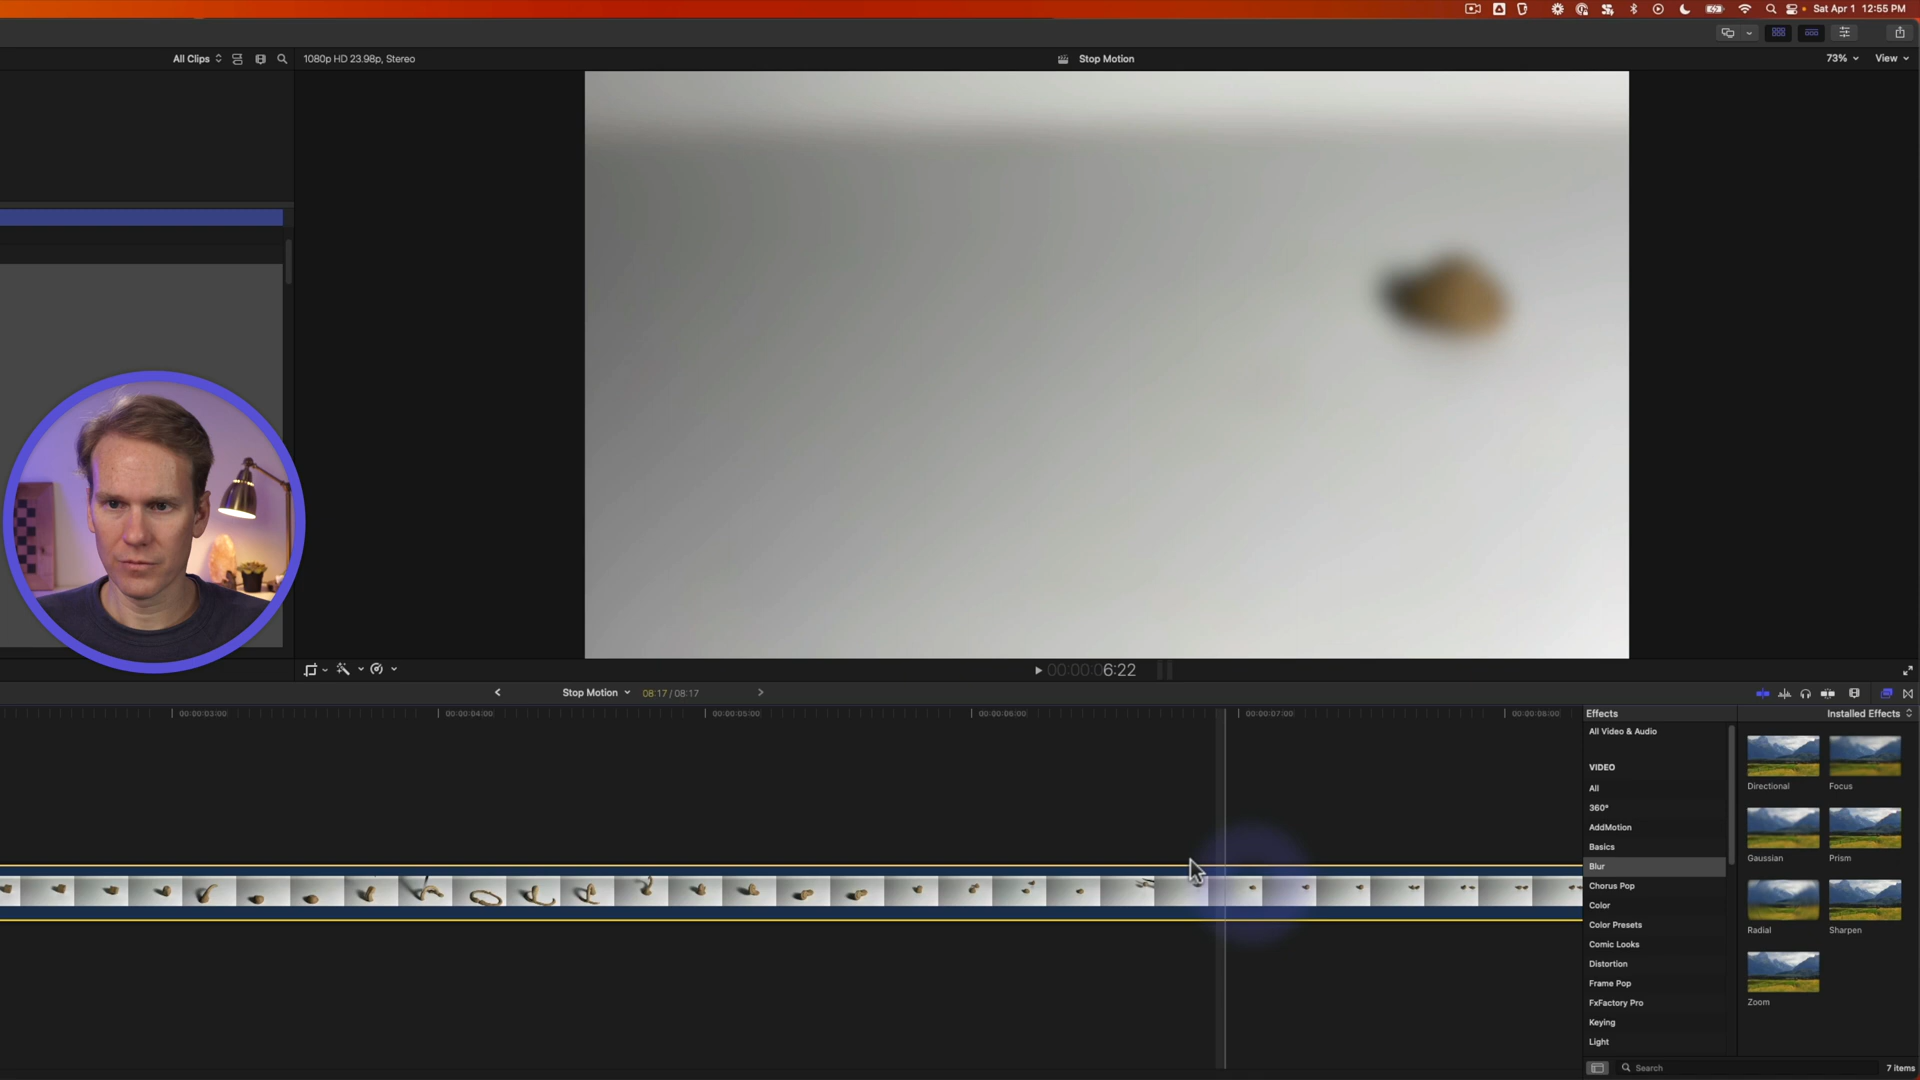 Sat Apr 1 12:55 PM
All Clips
1080p HD 23.98p, Stereo
Stop Motion
73%
View
00:00:06:22
Stop Motion
08:17 / 08:17
00:00:03:00
00:00:04:00
00:00:05:00
00:00:06:00
00:00:07:00
00:00:08:00
Effects
Installed Effects
All Video & Audio
VIDEO
All
360°
AddMotion
Basics
Blur
Chorus Pop
Color
Color Presets
Comic Looks
Distortion
Frame Pop
FxFactory Pro
Keying
Light
Directional
Focus
Gaussian
Prism
Radial
Sharpen
Zoom
Search
7 items